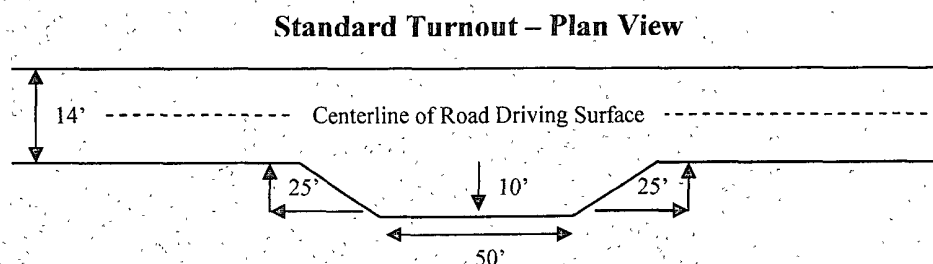 Standard Turnout – Plan View
14’
Centerline of Road Driving Surface
25’
10’
25’
50’